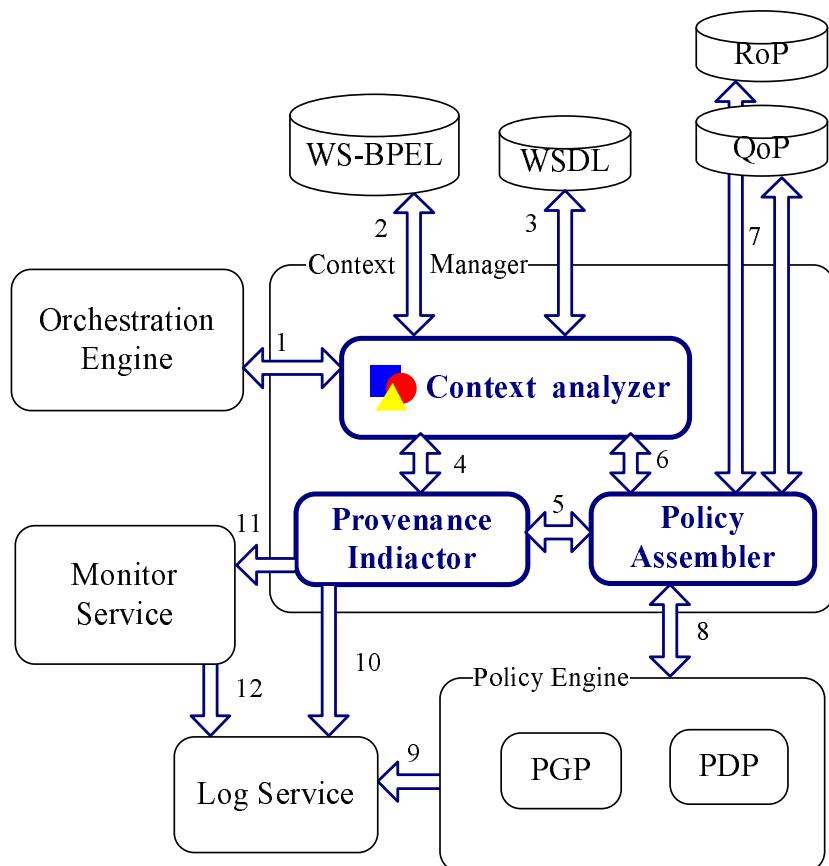 RoP
QoP
WS-BPEL
WSDL
2
3
7
Context Manager
Orchestration
Engine
1
Context analyzer
4
6
Provenance
Indiactor
5
Policy
Assembler
11
Monitor
Service
8
10
12
Policy Engine
9
PGP
PDP
Log Service